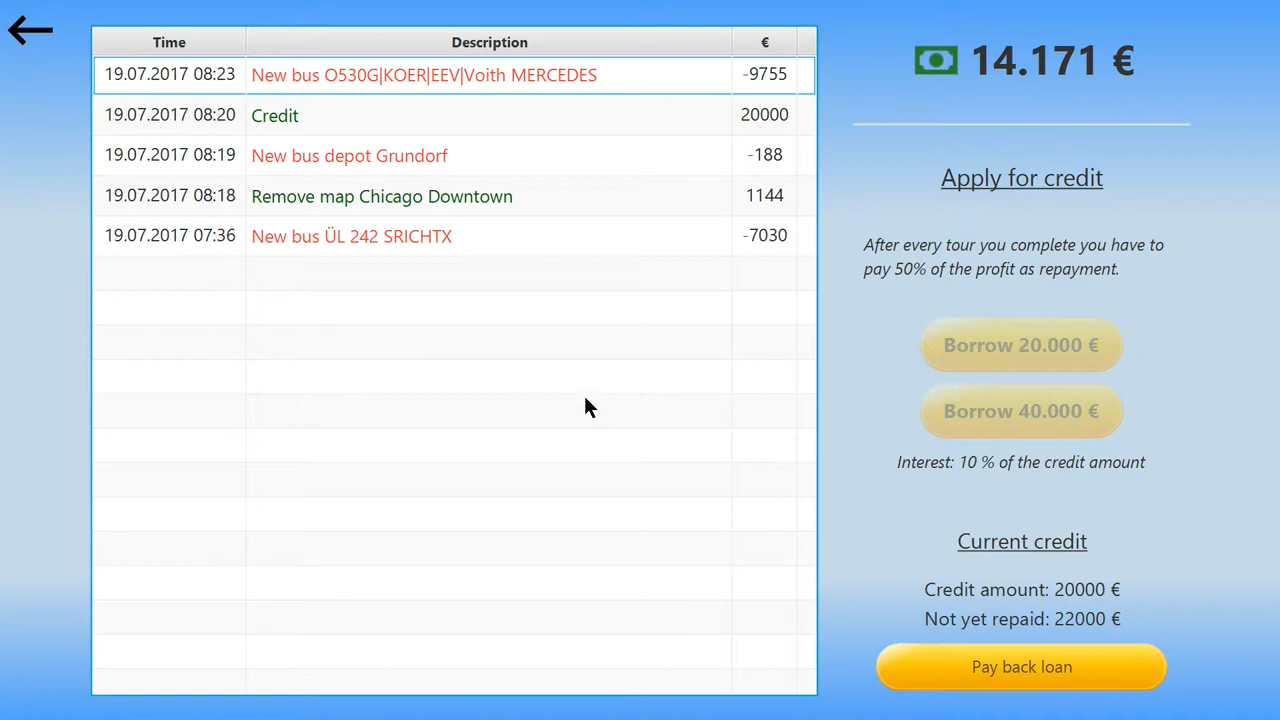 Time Description €
19.07.2017 08:23 New bus O530G|KOER|EEV|Voith MERCEDES -9755
19.07.2017 08:20 Credit 20000
19.07.2017 08:19 New bus depot Grundorf -188
19.07.2017 08:18 Remove map Chicago Downtown 1144
19.07.2017 07:36 New bus ÜL 242 SRICHTX -7030
14.171 €
Apply for credit
After every tour you complete you have to
pay 50% of the profit as repayment.
Borrow 20.000 €
Borrow 40.000 €
Interest: 10 % of the credit amount
Current credit
Credit amount: 20000 €
Not yet repaid: 22000 €
Pay back loan